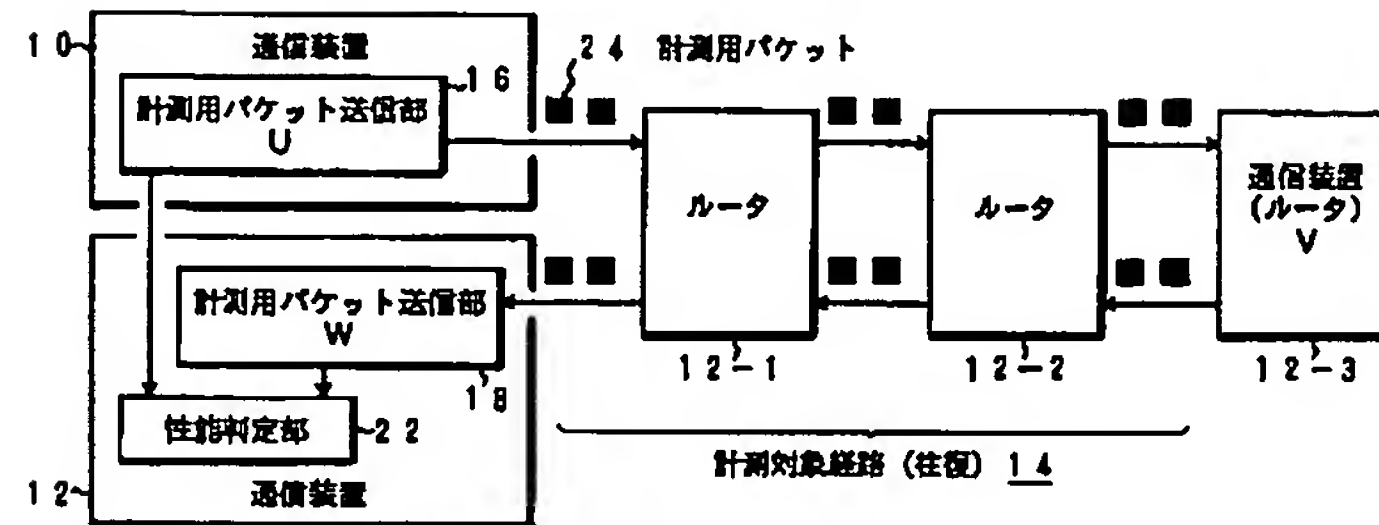 10
通信装置
16
計測用パケット送信部
U
24 計測用パケット
ルータ
ルータ
通信装置
(ルータ)
V
計測用パケット送信部
W
18
12-1
12-2
12-3
性能判定部
22
計測対象経路 (往復) 14
12
通信装置